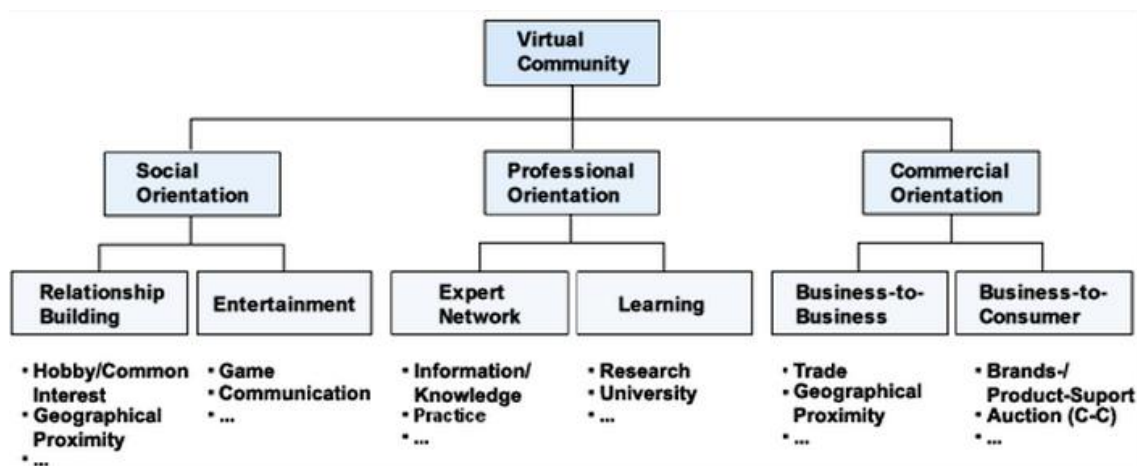 Virtual
Community
Social
Orientation
Professional
Orientation
Commercial
Orientation
Relationship
Building
Entertainment
Expert
Network
Learning
Business-to-
Business
Business-to-
Consumer
▪ Hobby/Common
Interest
▪ Geographical
Proximity
▪ ...
▪ Game
▪ Communication
▪ ...
▪ Information/
Knowledge
▪ Practice
▪ ...
▪ Research
▪ University
▪ ...
▪ Trade
▪ Geographical
Proximity
▪ ...
▪ Brands-/
Product-Suport
▪ Auction (C-C)
▪ ...